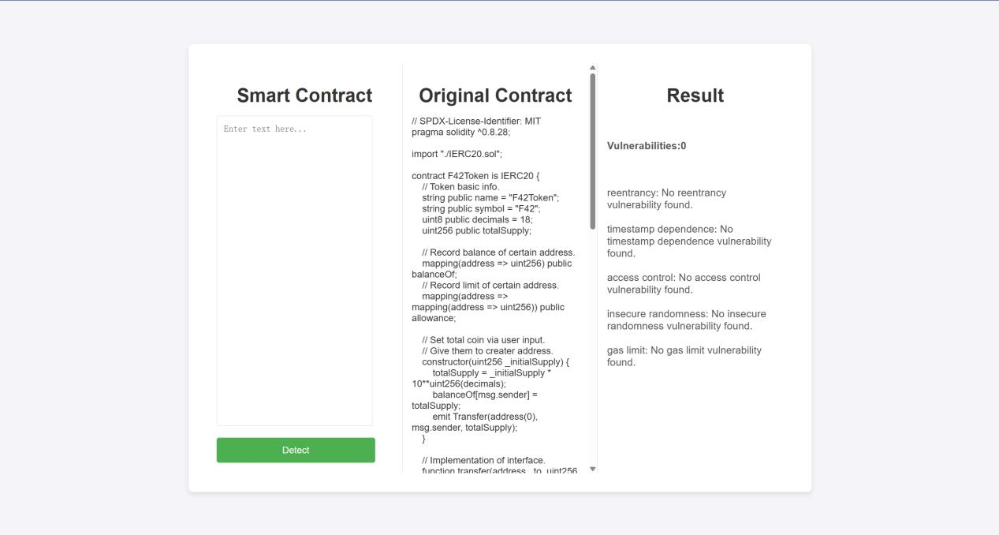 Smart Contract
Enter text here...
Detect
Original Contract
// SPDX-License-Identifier: MIT
pragma solidity ^0.8.28;
import "./IERC20.sol";
contract F42Token is IERC20 {
// Token basic info.
string public name = "F42Token";
string public symbol = "F42";
uint8 public decimals = 18;
uint256 public totalSupply;
// Record balance of certain address.
mapping(address => uint256) public
balanceOf;
// Record limit of certain address.
mapping(address =>
mapping(address => uint256)) public
allowance;
// Set total coin via user input.
// Give them to creater address.
constructor(uint256 _initialSupply) {
totalSupply = _initialSupply *
10**uint256(decimals);
balanceOf[msg.sender] =
totalSupply;
emit Transfer(address(0),
msg.sender, totalSupply);
}
// Implementation of interface.
function transfer(address _to, uint256
Result
Vulnerabilities:0
reentrancy: No reentrancy
vulnerability found.
timestamp dependence: No
timestamp dependence vulnerability
found.
access control: No access control
vulnerability found.
insecure randomness: No insecure
randomness vulnerability found.
gas limit: No gas limit vulnerability
found.